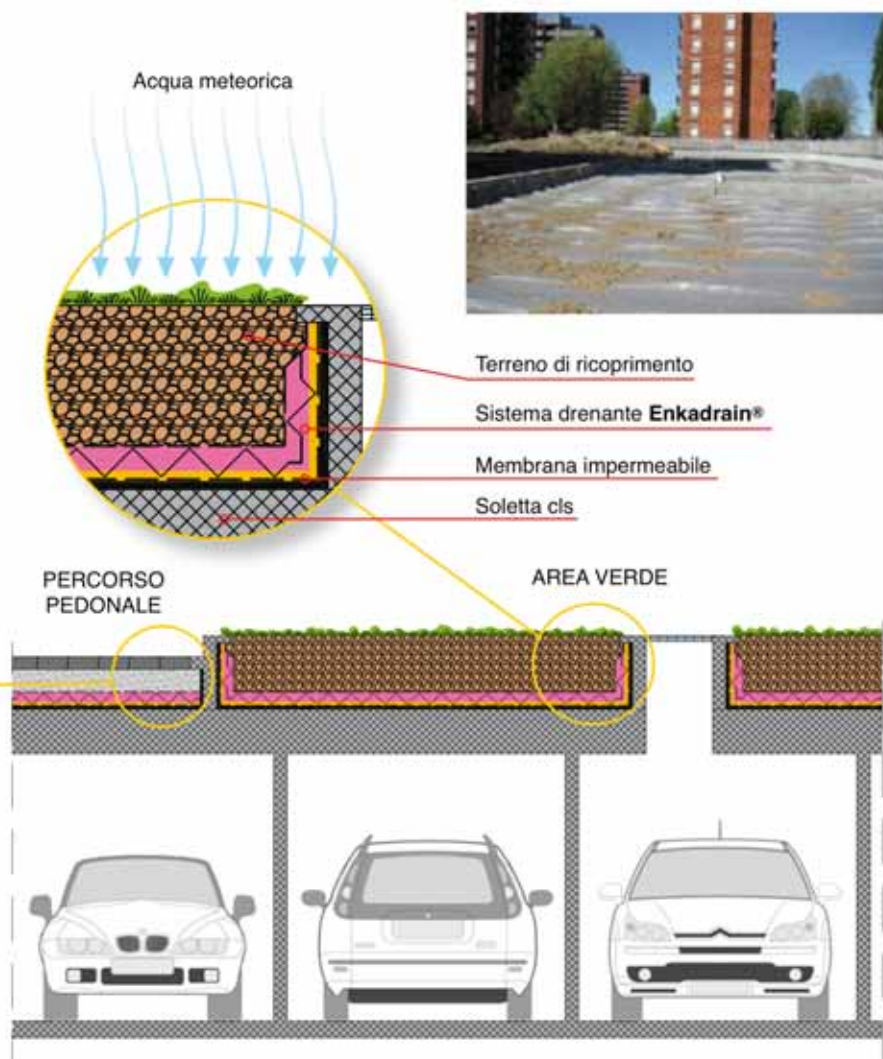 Acqua meteorica
Terreno di ricoprimento
Sistema drenante Enkadrain®
Membrana impermeabile
Soletta cls
PERCORSO
PEDONALE
AREA VERDE